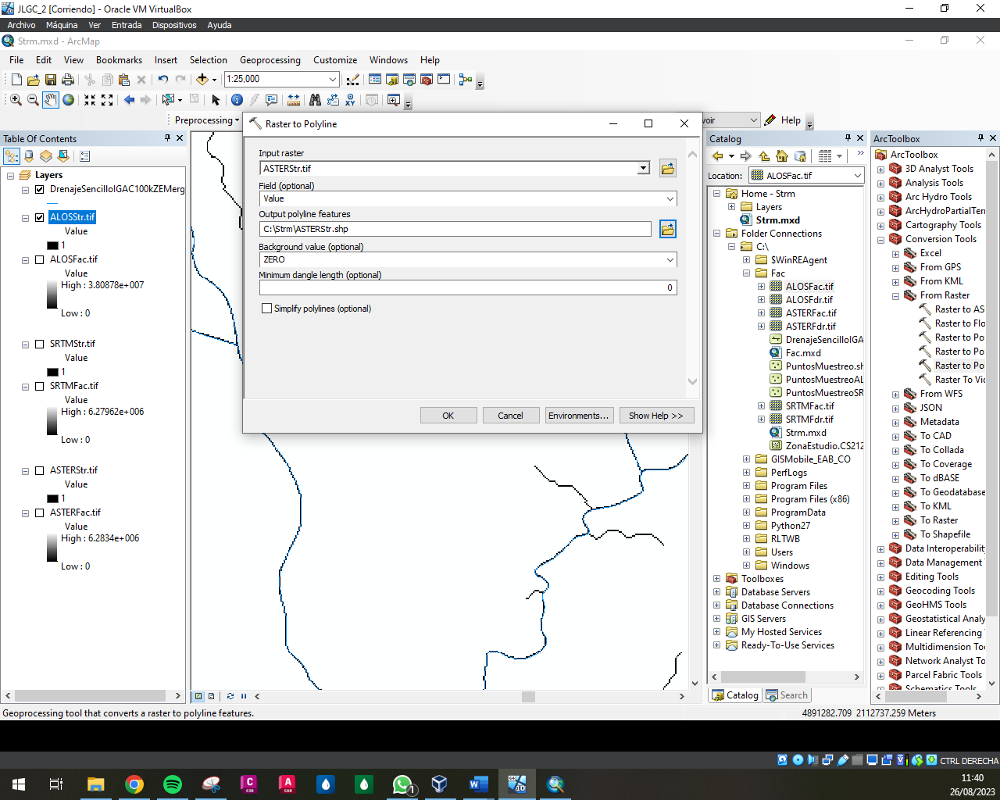 JLGC_2 [Corriendo] - Oracle VM VirtualBox
Archivo Máquina Ver Entrada Dispositivos Ayuda
Strm.mxd - ArcMap
File Edit View Bookmarks Insert Selection Geoprocessing Customize Windows Help
1:25,000
Preprocessing
Help
Table Of Contents
Layers
DrenajeSencilloIGAC100kZEMerg
ALOSStr.tif
Value
1
ALOSFac.tif
Value
High : 3.80878e+007
Low : 0
SRTMStr.tif
Value
1
SRTMFac.tif
Value
High : 6.27962e+006
Low : 0
ASTERStr.tif
Value
1
ASTERFac.tif
Value
High : 6.2834e+006
Low : 0
Raster to Polyline
Input raster
ASTERStr.tif
Field (optional)
Value
Output polyline features
C:\Strm\ASTERStr.shp
Background value (optional)
ZERO
Minimum dangle length (optional)
0
Simplify polylines (optional)
OK Cancel Environments... Show Help >>
Catalog
Location: ALOSFac.tif
Home - Strm
Layers
Strm.mxd
Folder Connections
C:\
$WinREAgent
Fac
ALOSFac.tif
ALOSFdr.tif
ASTERFac.tif
ASTERFdr.tif
DrenajeSencilloIGA
Fac.mxd
PuntosMuestreo.sh
PuntosMuestreoAL
PuntosMuestreoSR
SRTMFac.tif
SRTMFdr.tif
Strm.mxd
ZonaEstudio.CS212
GISMobile_EAB_CO
PerfLogs
Program Files
Program Files (x86)
ProgramData
Python27
RLTWB
Users
Windows
Toolboxes
Database Servers
Database Connections
GIS Servers
My Hosted Services
Ready-To-Use Services
Catalog Search
ArcToolbox
ArcToolbox
3D Analyst Tools
Analysis Tools
Arc Hydro Tools
ArcHydroPartialTerr
Cartography Tools
Conversion Tools
Excel
From GPS
From KML
From Raster
Raster to AS
Raster to Flo
Raster to Po
Raster to Po
Raster to Po
Raster To Vic
From WFS
JSON
Metadata
To CAD
To Collada
To Coverage
To dBASE
To Geodatabase
To KML
To Raster
To Shapefile
Data Interoperability
Data Management
Editing Tools
Geocoding Tools
GeoHMS Tools
Geostatistical Analy
Linear Referencing
Multidimension Too
Network Analyst To
Parcel Fabric Tools
Schematics Tools
Geoprocessing tool that converts a raster to polyline features.
4891282.709 2112737.259 Meters
CTRL DERECHA
11:40
26/08/2023